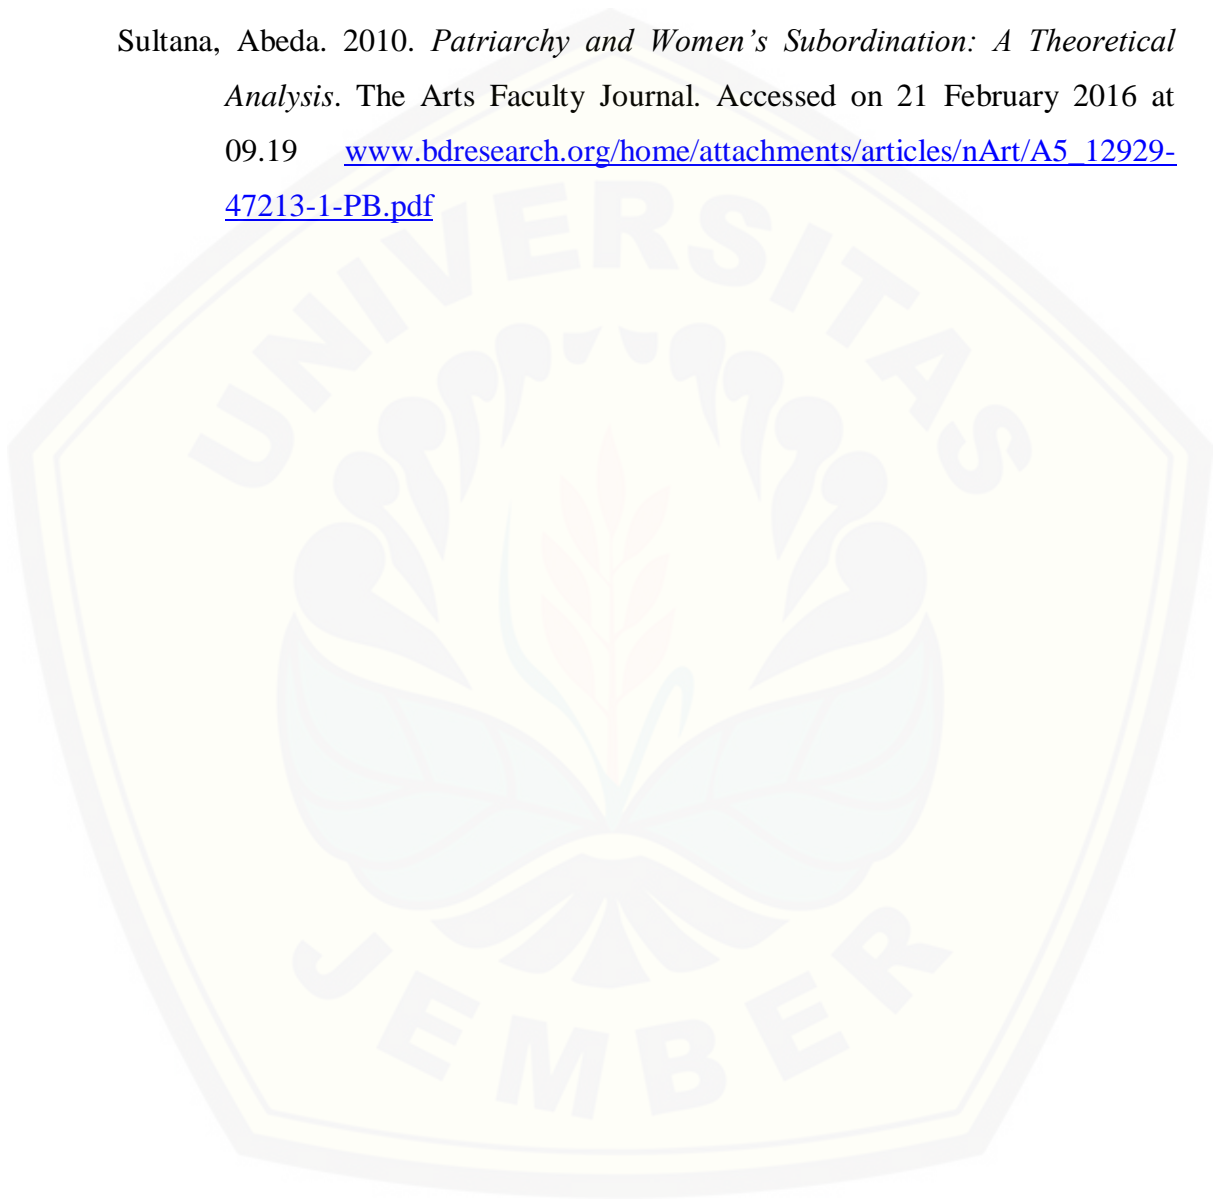 Sultana, Abeda. 2010. Patriarchy and Women’s Subordination: A Theoretical
Analysis. The Arts Faculty Journal. Accessed on 21 February 2016 at
09.19 www.bdresearch.org/home/attachments/articles/nArt/A5_12929-
47213-1-PB.pdf
UNIVERSITAS
JEMBER